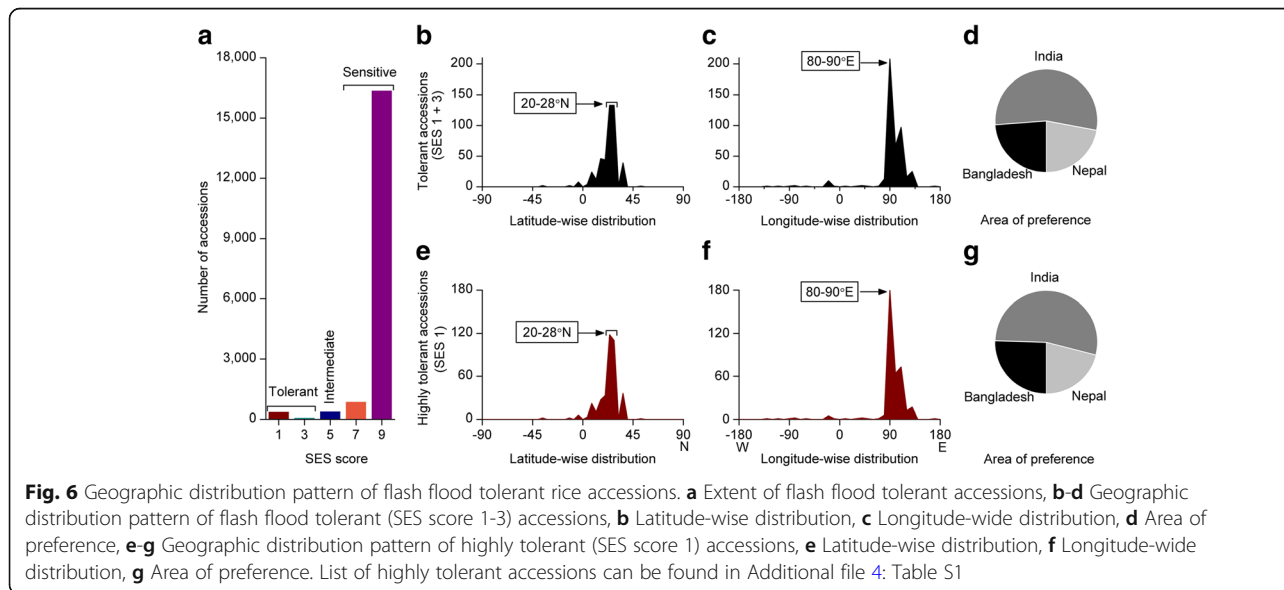 a
18,000
15,000
12,000
9,000
6,000
3,000
0
Number of accessions
Tolerant
Intermediate
Sensitive
1 3 5 7 9
SES score
b
200
150
100
50
0
Tolerant accessions
(SES 1 + 3)
20-28°N
-90 -45 0 45 90
Latitude-wise distribution
c
200
150
100
50
0
80-90°E
-180 -90 0 90 180
Longitude-wise distribution
d
India
Bangladesh
Nepal
Area of preference
e
180
120
60
0
Highly tolerant accessions
(SES 1)
20-28°N
-90 -45 0 45 90
N
Latitude-wise distribution
f
180
120
60
0
80-90°E
-180 -90 0 90 180
W E
Longitude-wise distribution
g
India
Bangladesh
Nepal
Area of preference
Fig. 6 Geographic distribution pattern of flash flood tolerant rice accessions. a Extent of flash flood tolerant accessions, b-d Geographic
distribution pattern of flash flood tolerant (SES score 1-3) accessions, b Latitude-wise distribution, c Longitude-wide distribution, d Area of
preference, e-g Geographic distribution pattern of highly tolerant (SES score 1) accessions, e Latitude-wise distribution, f Longitude-wide
distribution, g Area of preference. List of highly tolerant accessions can be found in Additional file 4: Table S1